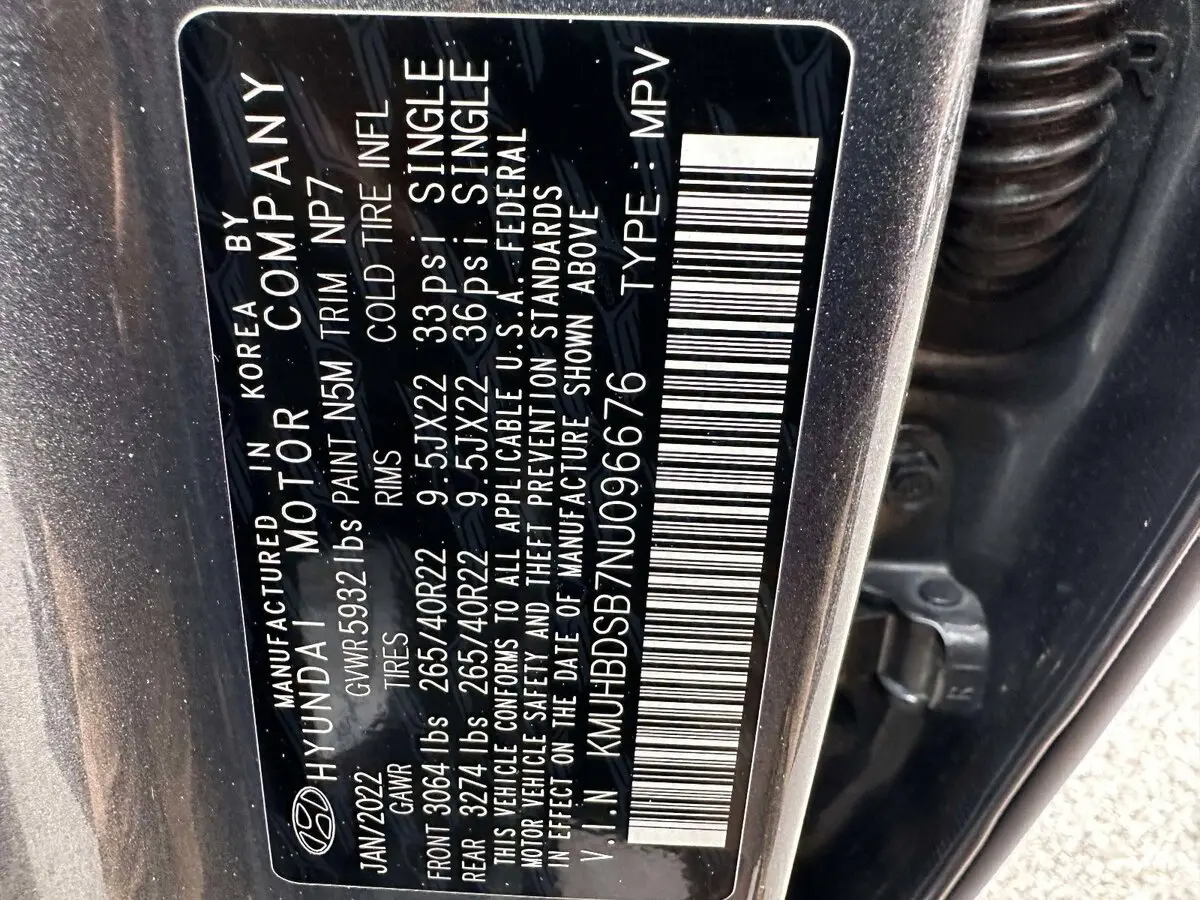 MANUFACTURED IN KOREA BY
HYUNDAI MOTOR COMPANY
JAN/2022 GVWR5932lbs PAINT N5M TRIM NP7
GAWR TIRES RIMS COLD TIRE INFL
FRONT 3064lbs 265/40R22 9.5JX22 33psi SINGLE
REAR 3274lbs 265/40R22 9.5JX22 36psi SINGLE
THIS VEHICLE CONFORMS TO ALL APPLICABLE U.S.A. FEDERAL
MOTOR VEHICLE SAFETY AND THEFT PREVENTION STANDARDS
IN EFFECT ON THE DATE OF MANUFACTURE SHOWN ABOVE
V.I.N KMUHBDSB7NU096676 TYPE : MPV
R